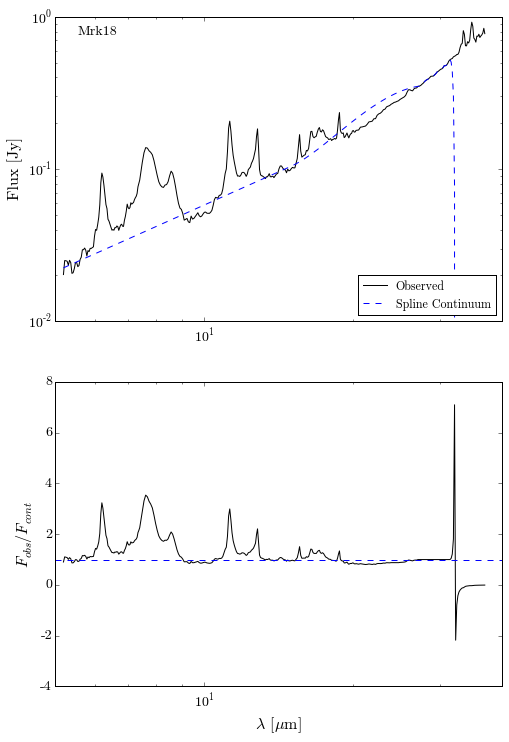 10⁰
Mrk18
Flux [Jy]
10⁻¹
Observed
Spline Continuum
10⁻²
10¹
8
6
4
F_obs/F_cont
2
0
-2
-4
10¹
λ [μm]